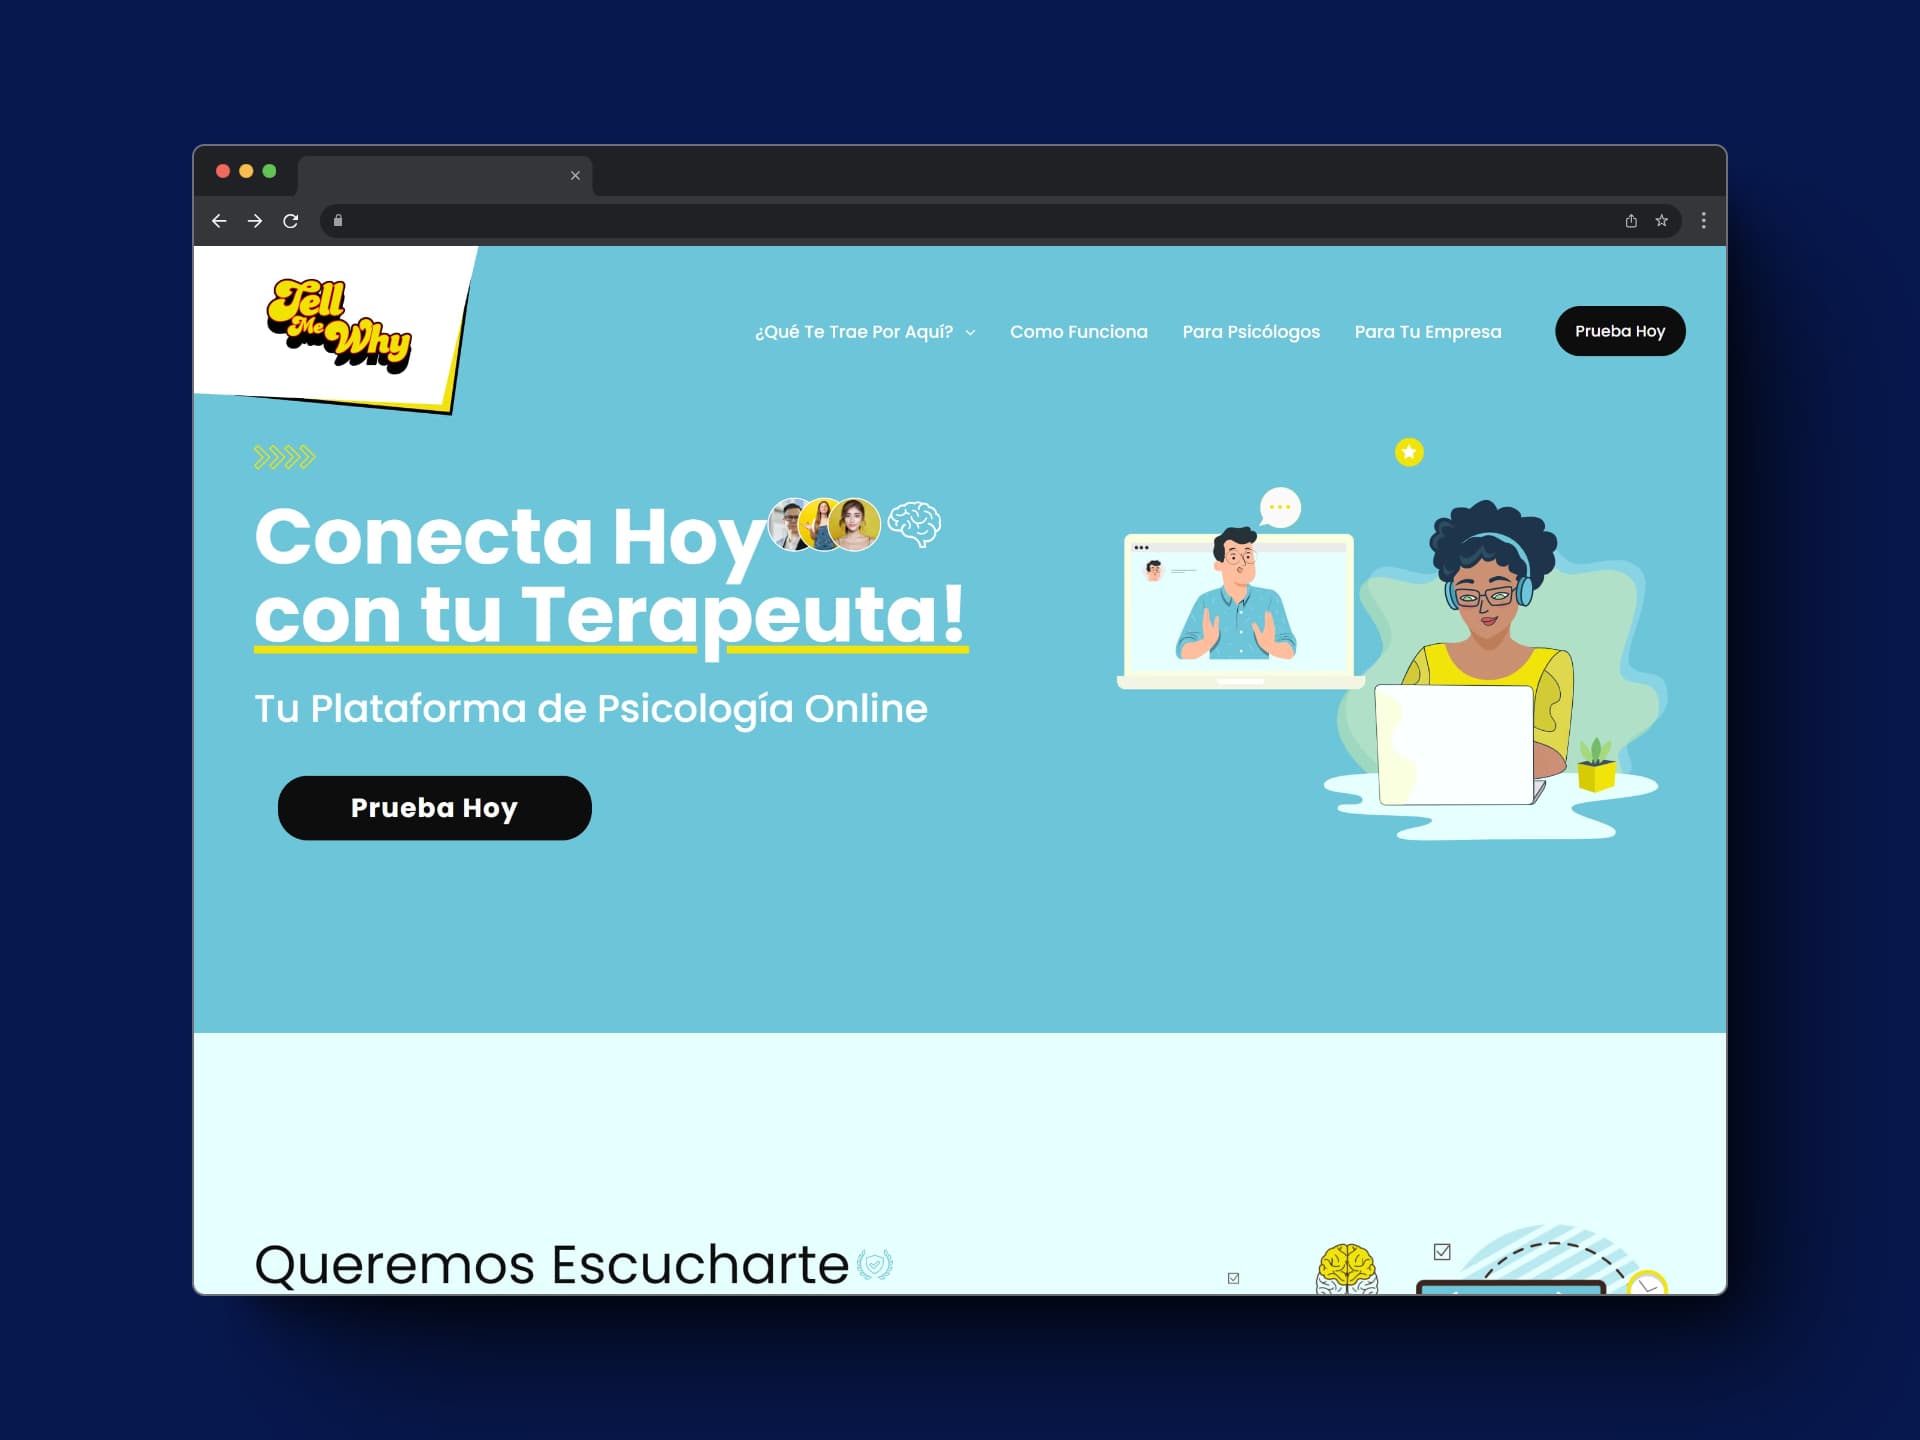 Tell
Me Why
¿Qué Te Trae Por Aquí?
Como Funciona
Para Psicólogos
Para Tu Empresa
Prueba Hoy
Conecta Hoy
con tu Terapeuta!
Tu Plataforma de Psicología Online
Prueba Hoy
Queremos Escucharte